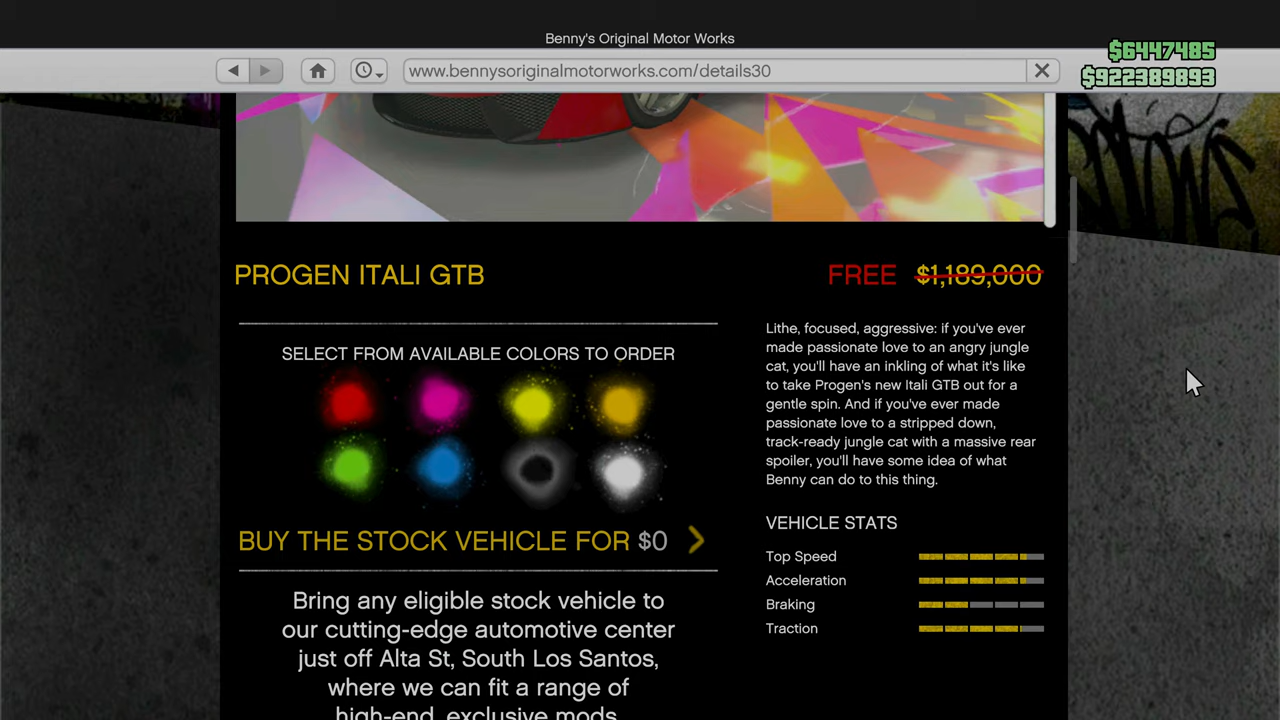 Benny's Original Motor Works
$6447485
www.bennysoriginalmotorworks.com/details30
$922389893
PROGEN ITALI GTB
FREE $1,189,000
SELECT FROM AVAILABLE COLORS TO ORDER
BUY THE STOCK VEHICLE FOR $0
Bring any eligible stock vehicle to
our cutting-edge automotive center
just off Alta St, South Los Santos,
where we can fit a range of
high-end, exclusive mods.
Lithe, focused, aggressive: if you've ever
made passionate love to an angry jungle
cat, you'll have an inkling of what it's like
to take Progen's new Itali GTB out for a
gentle spin. And if you've ever made
passionate love to a stripped down,
track-ready jungle cat with a massive rear
spoiler, you'll have some idea of what
Benny can do to this thing.
VEHICLE STATS
Top Speed
Acceleration
Braking
Traction